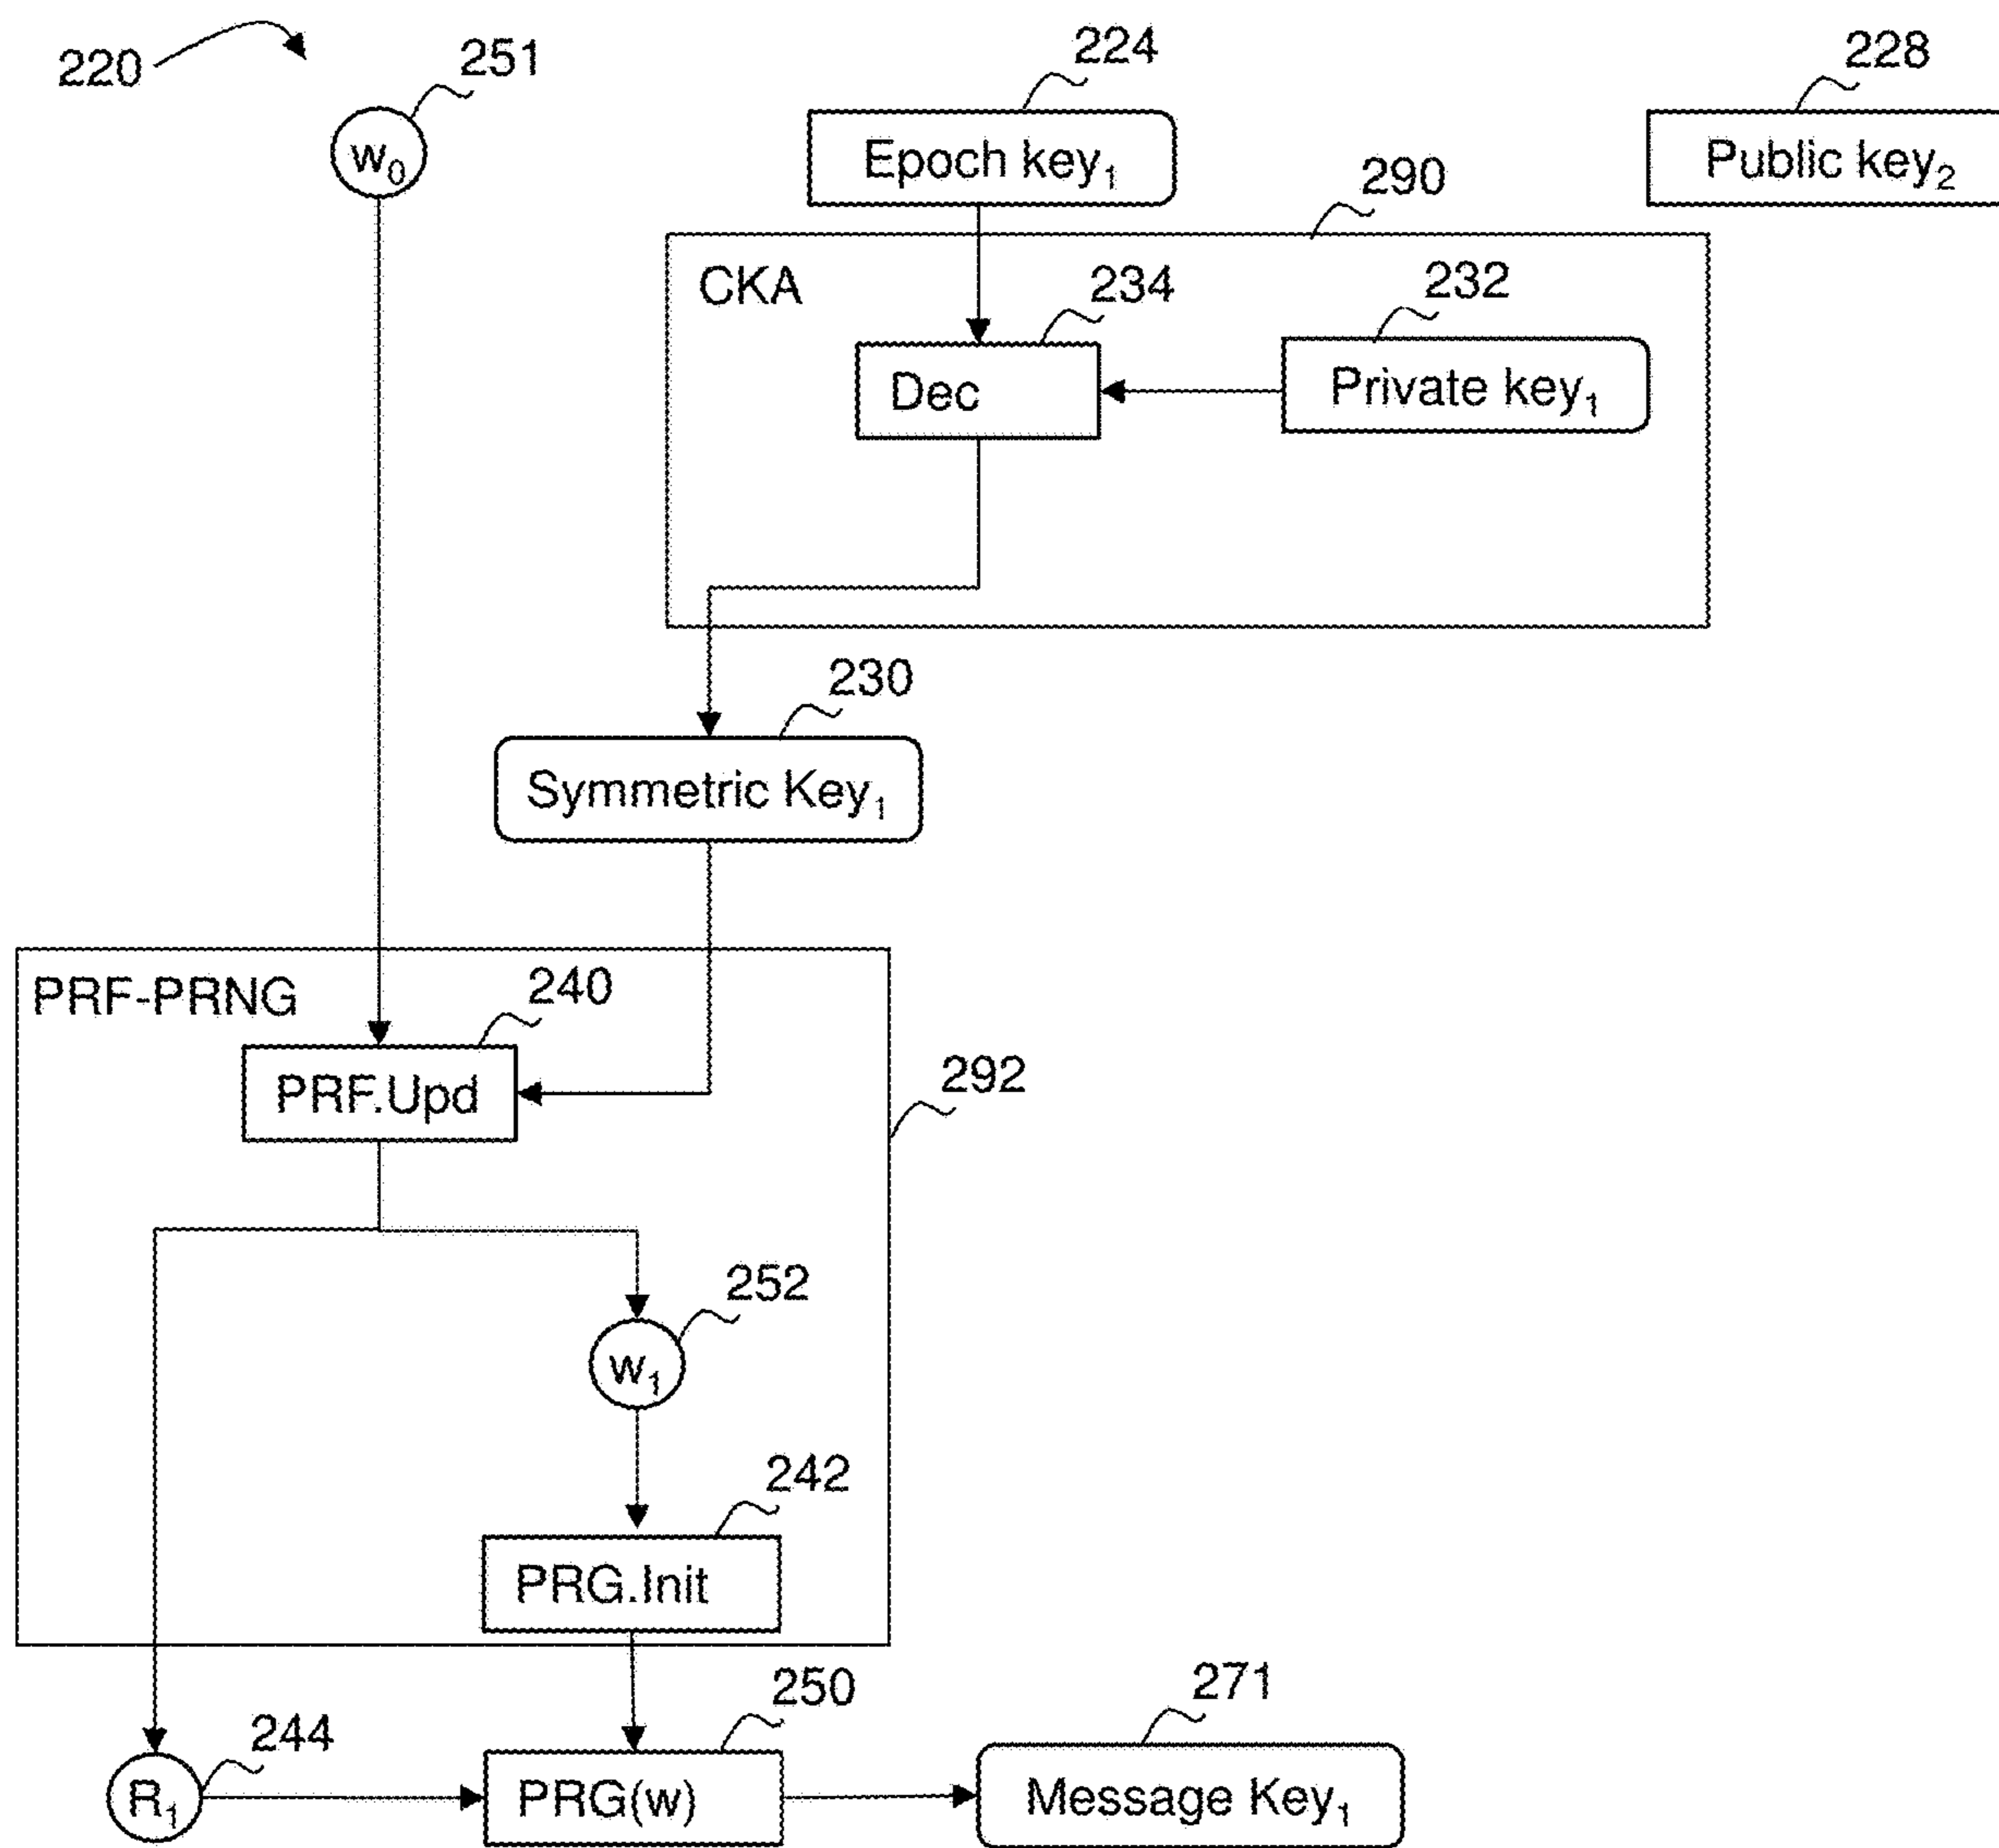 220
251
224
228
w₀
Epoch key₁
Public key₂
290
CKA
234
232
Dec
Private key₁
230
Symmetric Key₁
PRF-PRNG
240
292
PRF.Upd
252
w₁
242
PRG.Init
250
271
244
R₁
PRG(w)
Message Key₁